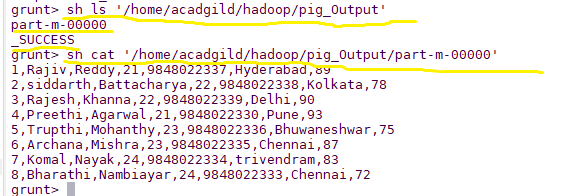 grunt> sh ls '/home/acadgild/hadoop/pig_Output'
part-m-00000
_SUCCESS
grunt> sh cat '/home/acadgild/hadoop/pig_Output/part-m-00000'
1,Rajiv,Reddy,21,9848022337,Hyderabad,89
2,siddarth,Battacharya,22,9848022338,Kolkata,78
3,Rajesh,Khanna,22,9848022339,Delhi,90
4,Preethi,Agarwal,21,9848022330,Pune,93
5,Trupthi,Mohanthy,23,9848022336,Bhuwaneshwar,75
6,Archana,Mishra,23,9848022335,Chennai,87
7,Komal,Nayak,24,9848022334,trivendram,83
8,Bharathi,Nambiayar,24,9848022333,Chennai,72
grunt>